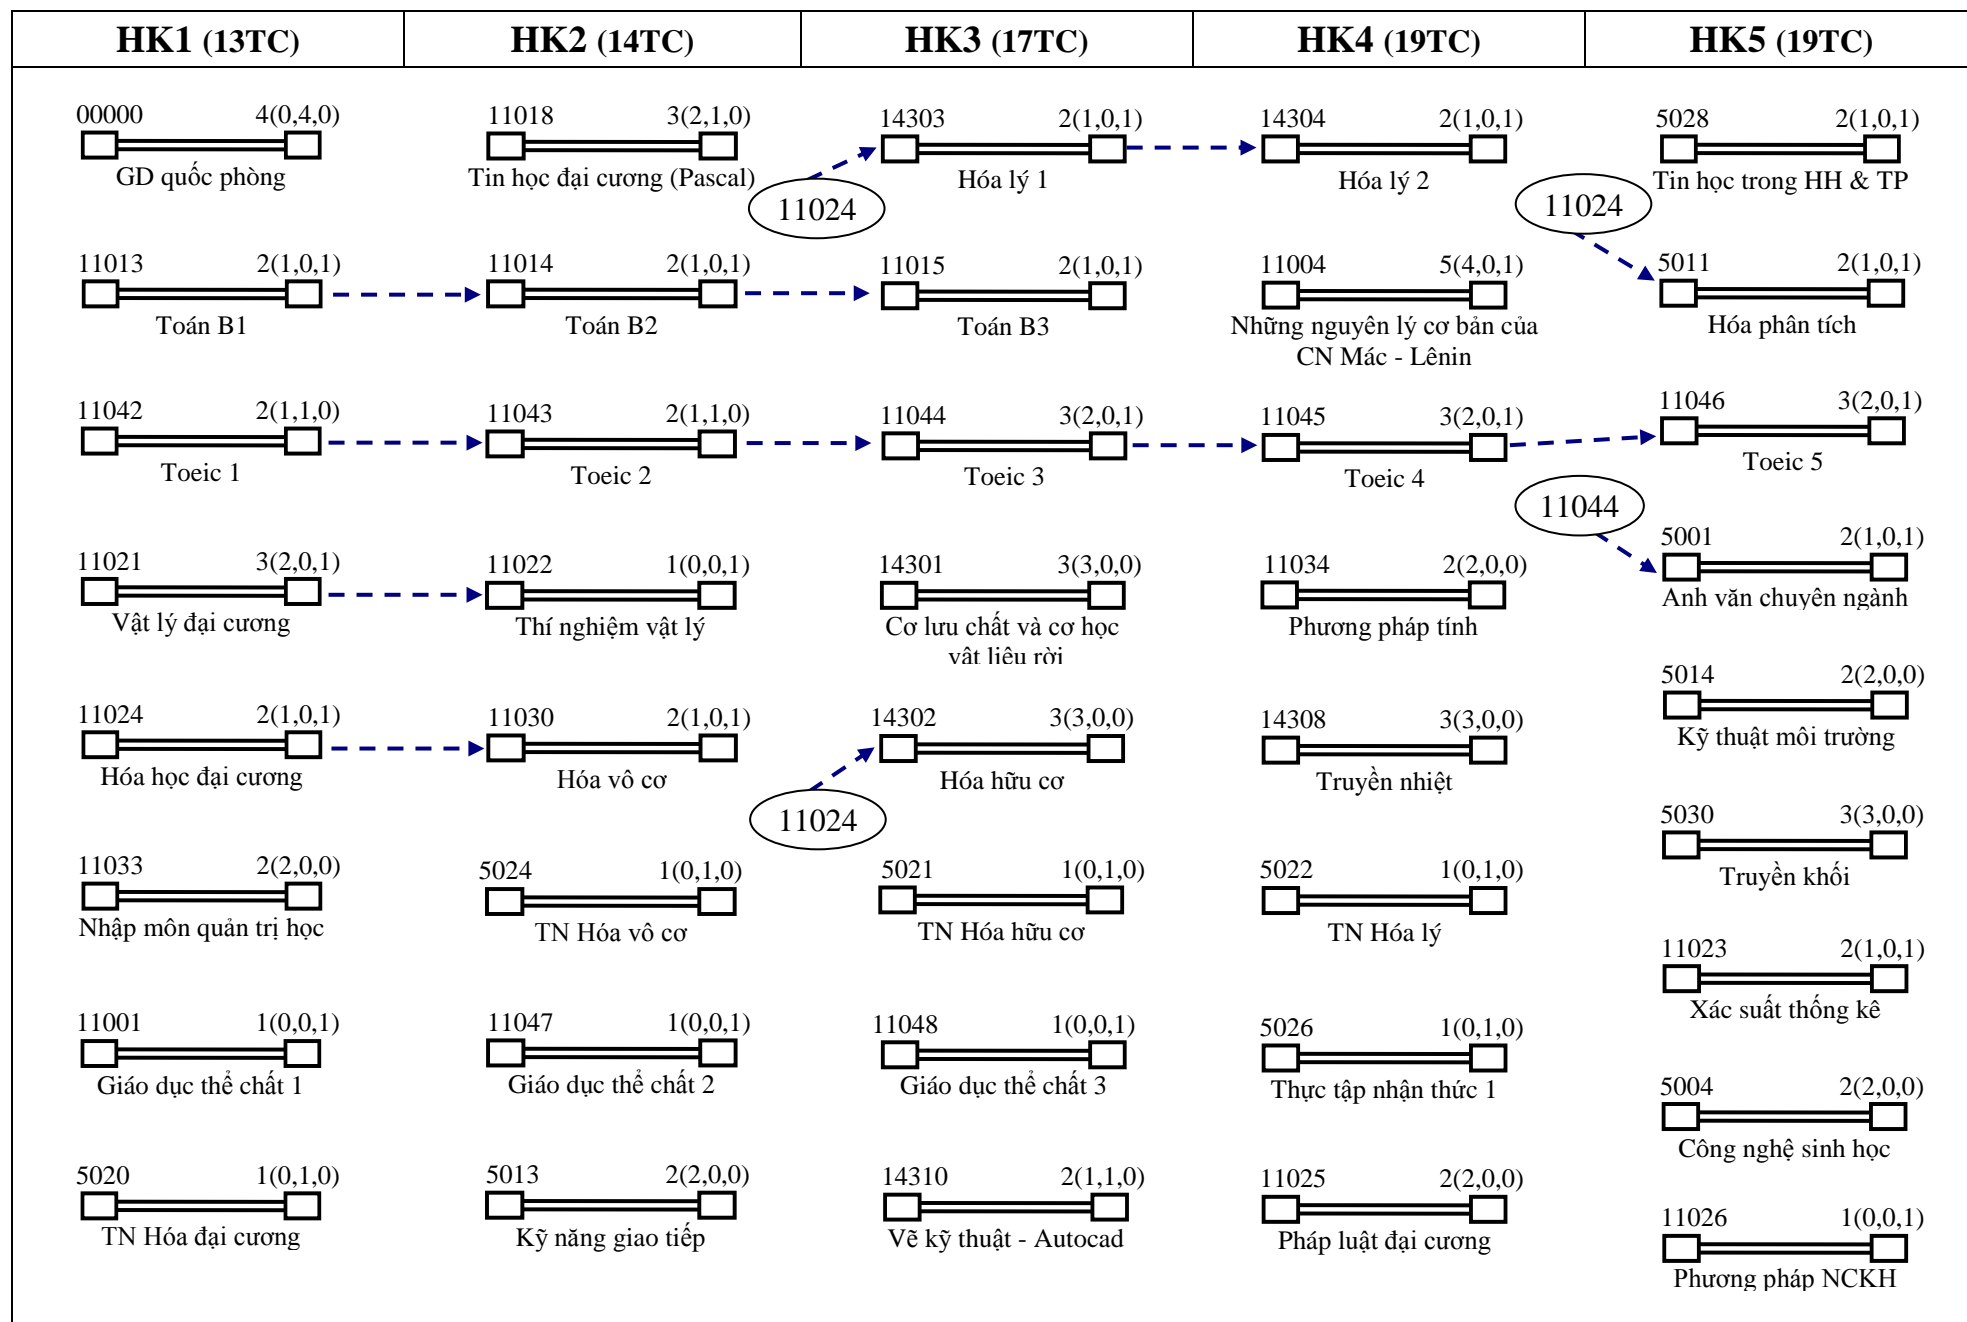 HK1 (13TC) HK2 (14TC) HK3 (17TC) HK4 (19TC) HK5 (19TC)
00000 4(0,4,0)
GD quốc phòng
11018 3(2,1,0)
Tin học đại cương (Pascal)
14303 2(1,0,1)
Hóa lý 1
14304 2(1,0,1)
Hóa lý 2
5028 2(1,0,1)
Tin học trong HH & TP
11024
11024
11013 2(1,0,1)
Toán B1
11014 2(1,0,1)
Toán B2
11015 2(1,0,1)
Toán B3
11004 5(4,0,1)
Những nguyên lý cơ bản của
CN Mác - Lênin
5011 2(1,0,1)
Hóa phân tích
11042 2(1,1,0)
Toeic 1
11043 2(1,1,0)
Toeic 2
11044 3(2,0,1)
Toeic 3
11045 3(2,0,1)
Toeic 4
11046 3(2,0,1)
Toeic 5
11044
11021 3(2,0,1)
Vật lý đại cương
11022 1(0,0,1)
Thí nghiệm vật lý
14301 3(3,0,0)
Cơ lưu chất và cơ học
vật liệu rời
11034 2(2,0,0)
Phương pháp tính
5001 2(1,0,1)
Anh văn chuyên ngành
11024 2(1,0,1)
Hóa học đại cương
11030 2(1,0,1)
Hóa vô cơ
14302 3(3,0,0)
Hóa hữu cơ
14308 3(3,0,0)
Truyền nhiệt
5014 2(2,0,0)
Kỹ thuật môi trường
11024
11033 2(2,0,0)
Nhập môn quản trị học
5024 1(0,1,0)
TN Hóa vô cơ
5021 1(0,1,0)
TN Hóa hữu cơ
5022 1(0,1,0)
TN Hóa lý
5030 3(3,0,0)
Truyền khối
11023 2(1,0,1)
Xác suất thống kê
11001 1(0,0,1)
Giáo dục thể chất 1
11047 1(0,0,1)
Giáo dục thể chất 2
11048 1(0,0,1)
Giáo dục thể chất 3
5026 1(0,1,0)
Thực tập nhận thức 1
5004 2(2,0,0)
Công nghệ sinh học
5020 1(0,1,0)
TN Hóa đại cương
5013 2(2,0,0)
Kỹ năng giao tiếp
14310 2(1,1,0)
Vẽ kỹ thuật - Autocad
11025 2(2,0,0)
Pháp luật đại cương
11026 1(0,0,1)
Phương pháp NCKH